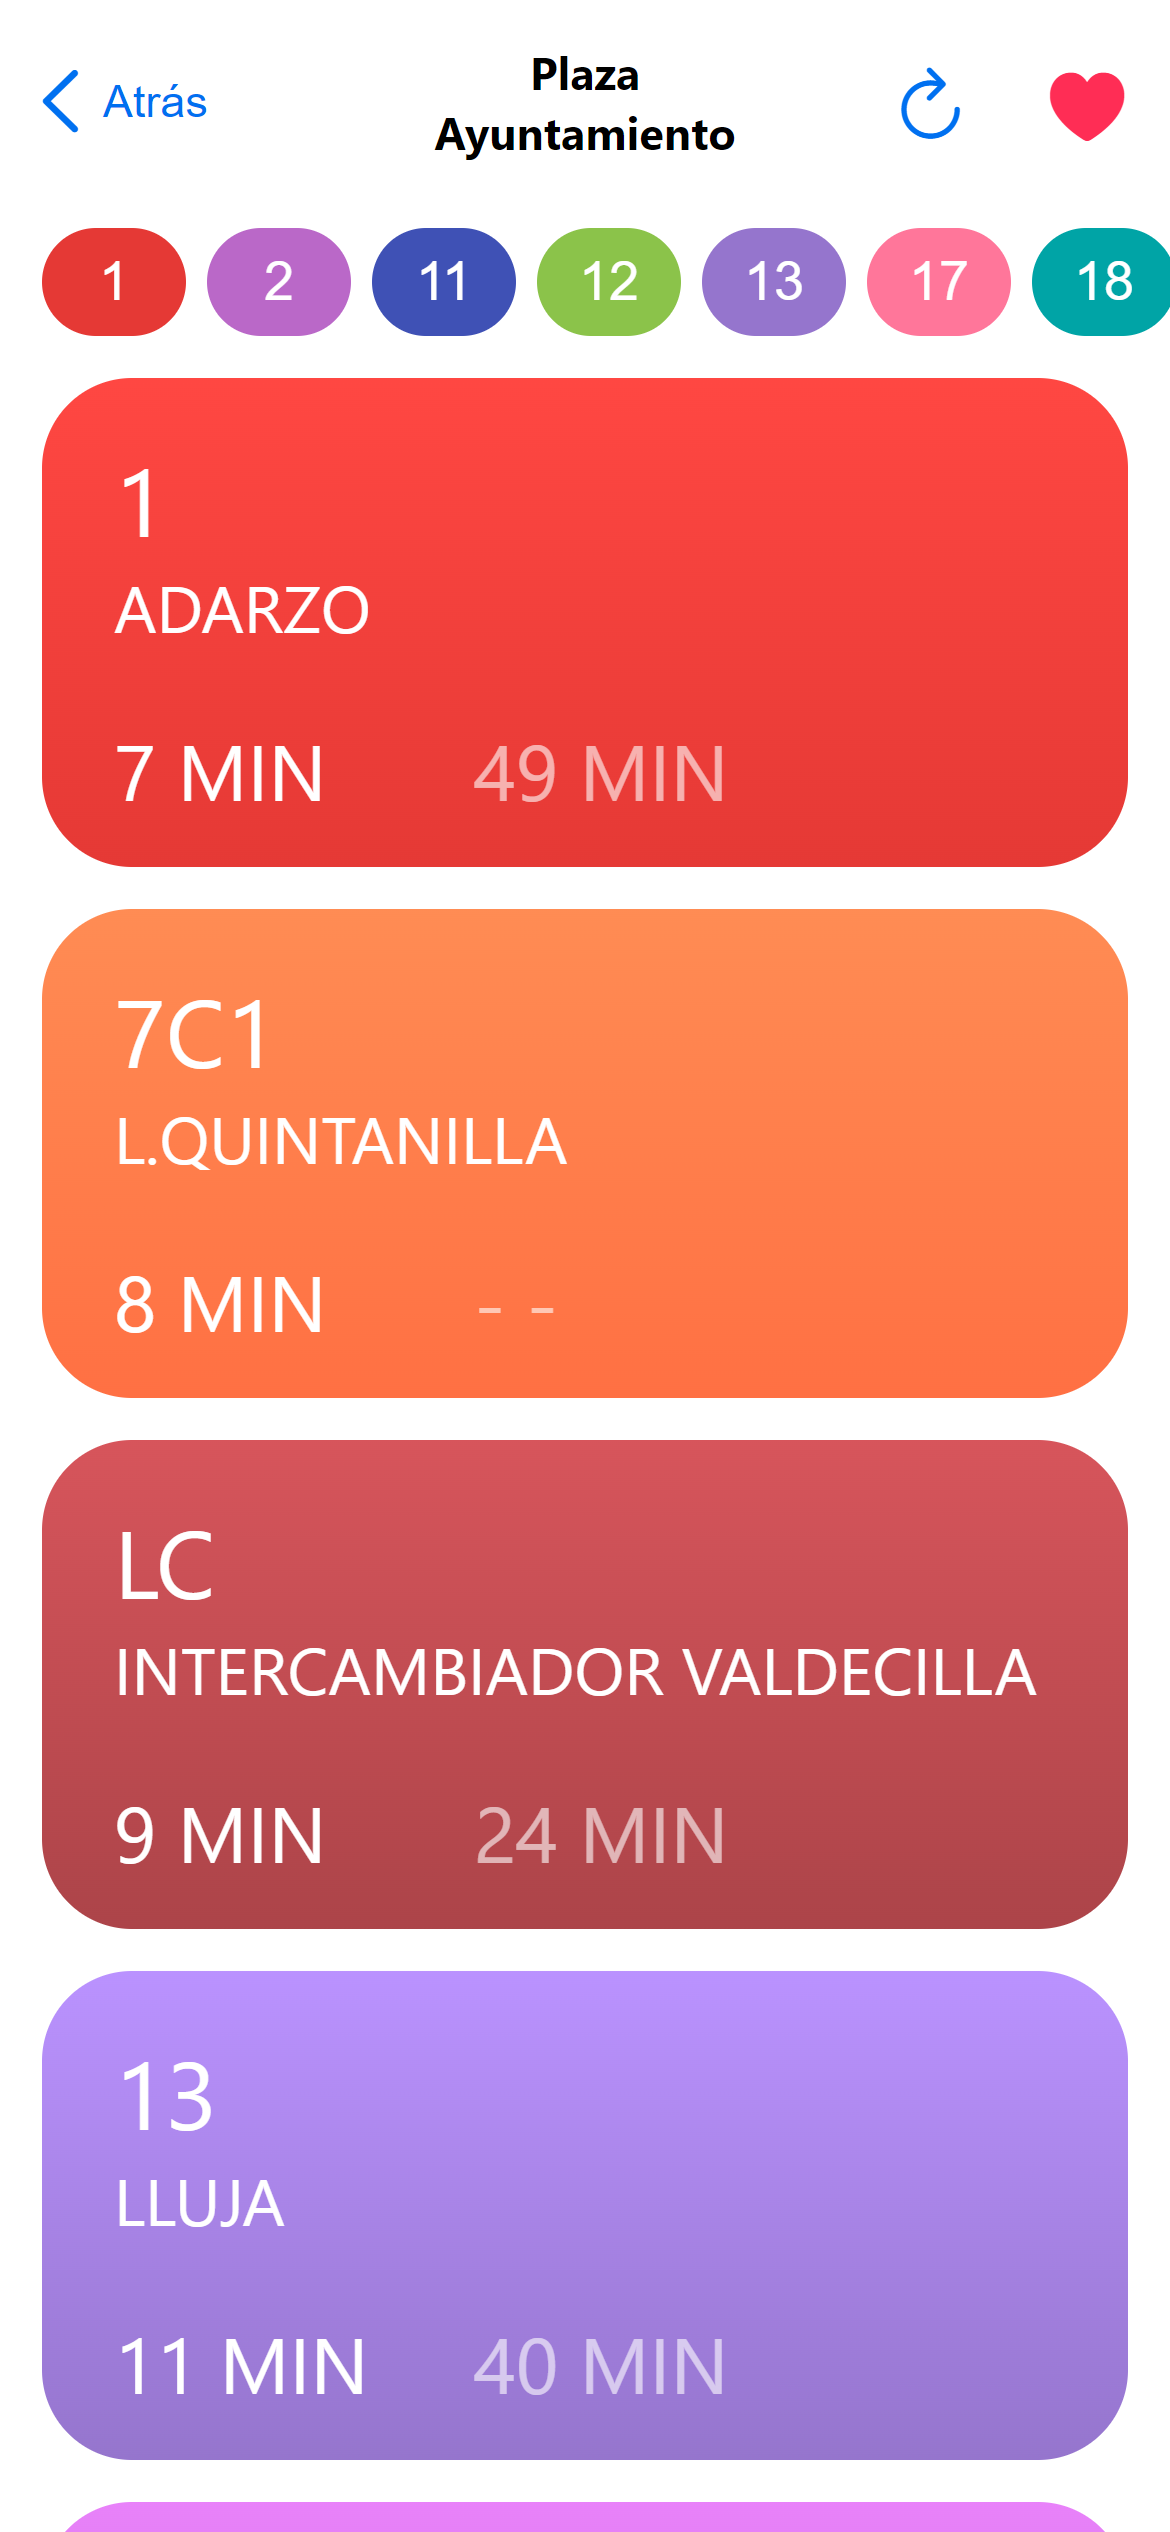 Atrás
Plaza
Ayuntamiento
1 2 11 12 13 17 18
1
ADARZO
7 MIN 49 MIN
7C1
L.QUINTANILLA
8 MIN - -
LC
INTERCAMBIADOR VALDECILLA
9 MIN 24 MIN
13
LLUJA
11 MIN 40 MIN